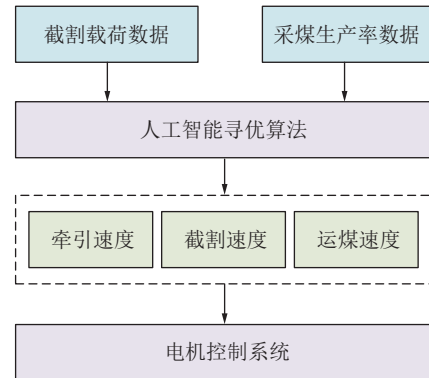 截割载荷数据 采煤生产率数据
人工智能寻优算法
牵引速度 截割速度 运煤速度
电机控制系统